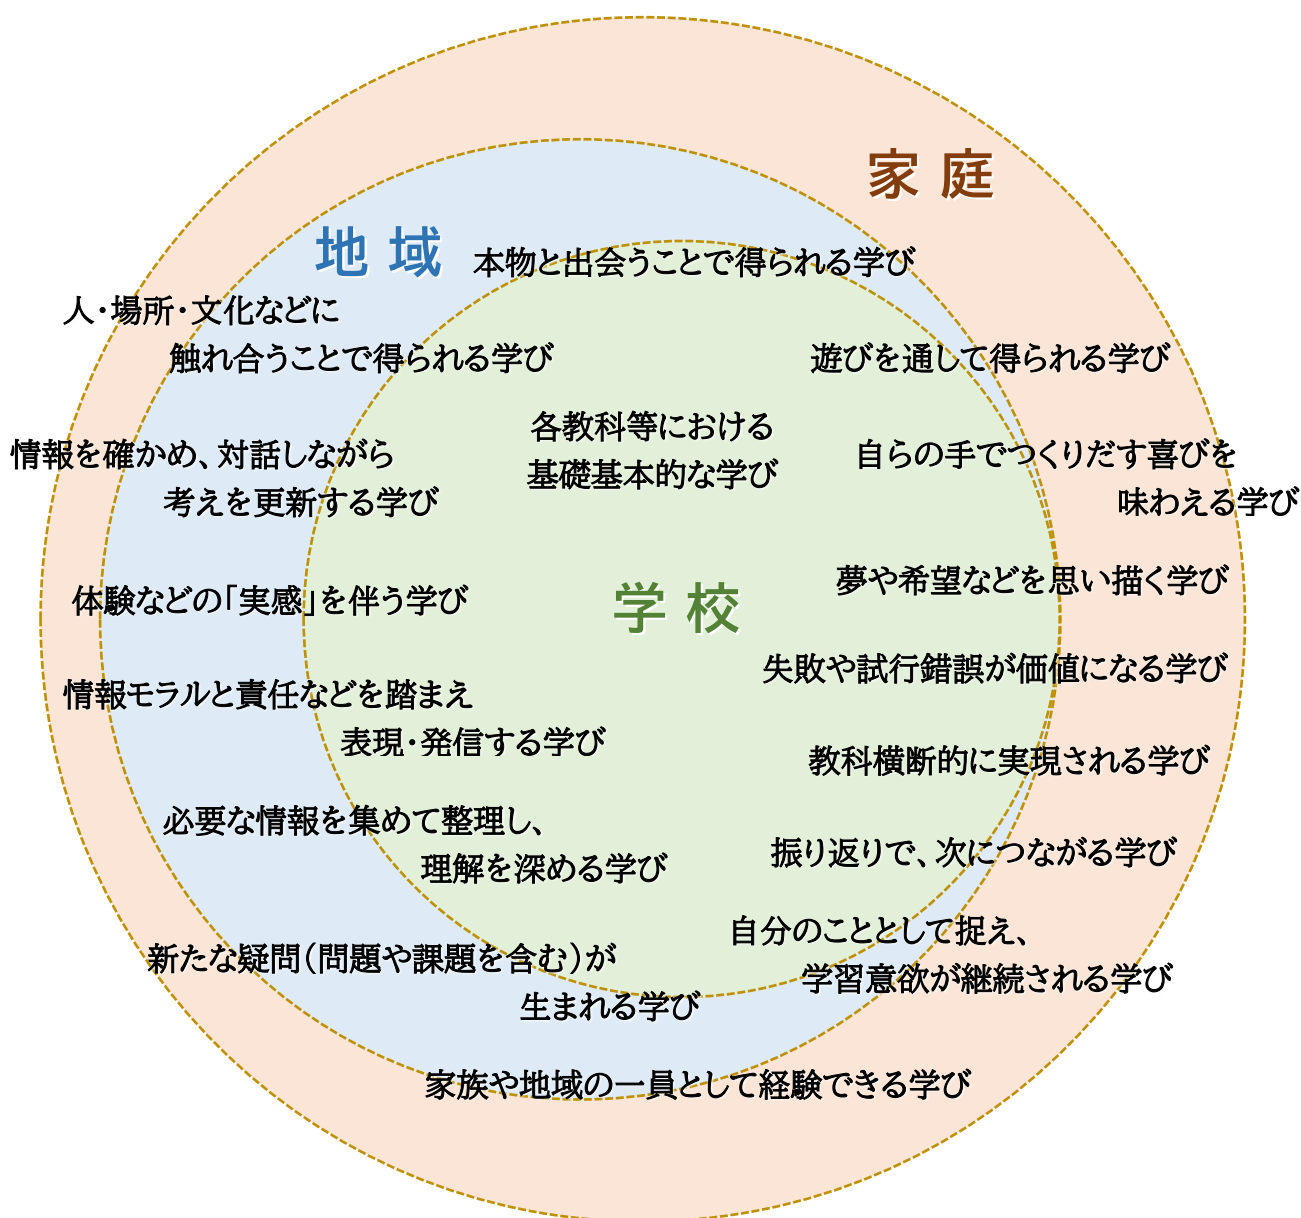 家庭
地域
本物と出会うことで得られる学び
人・場所・文化などに
触れ合うことで得られる学び
遊びを通して得られる学び
各教科等における
基礎基本的な学び
情報を確かめ、対話しながら
考えを更新する学び
自らの手でつくりだす喜びを
味わえる学び
夢や希望などを思い描く学び
体験などの「実感」を伴う学び
学校
失敗や試行錯誤が価値になる学び
情報モラルと責任などを踏まえ
表現・発信する学び
教科横断的に実現される学び
必要な情報を集めて整理し、
理解を深める学び
振り返りで、次につながる学び
自分のこととして捉え、
学習意欲が継続される学び
新たな疑問（問題や課題を含む）が
生まれる学び
家族や地域の一員として経験できる学び